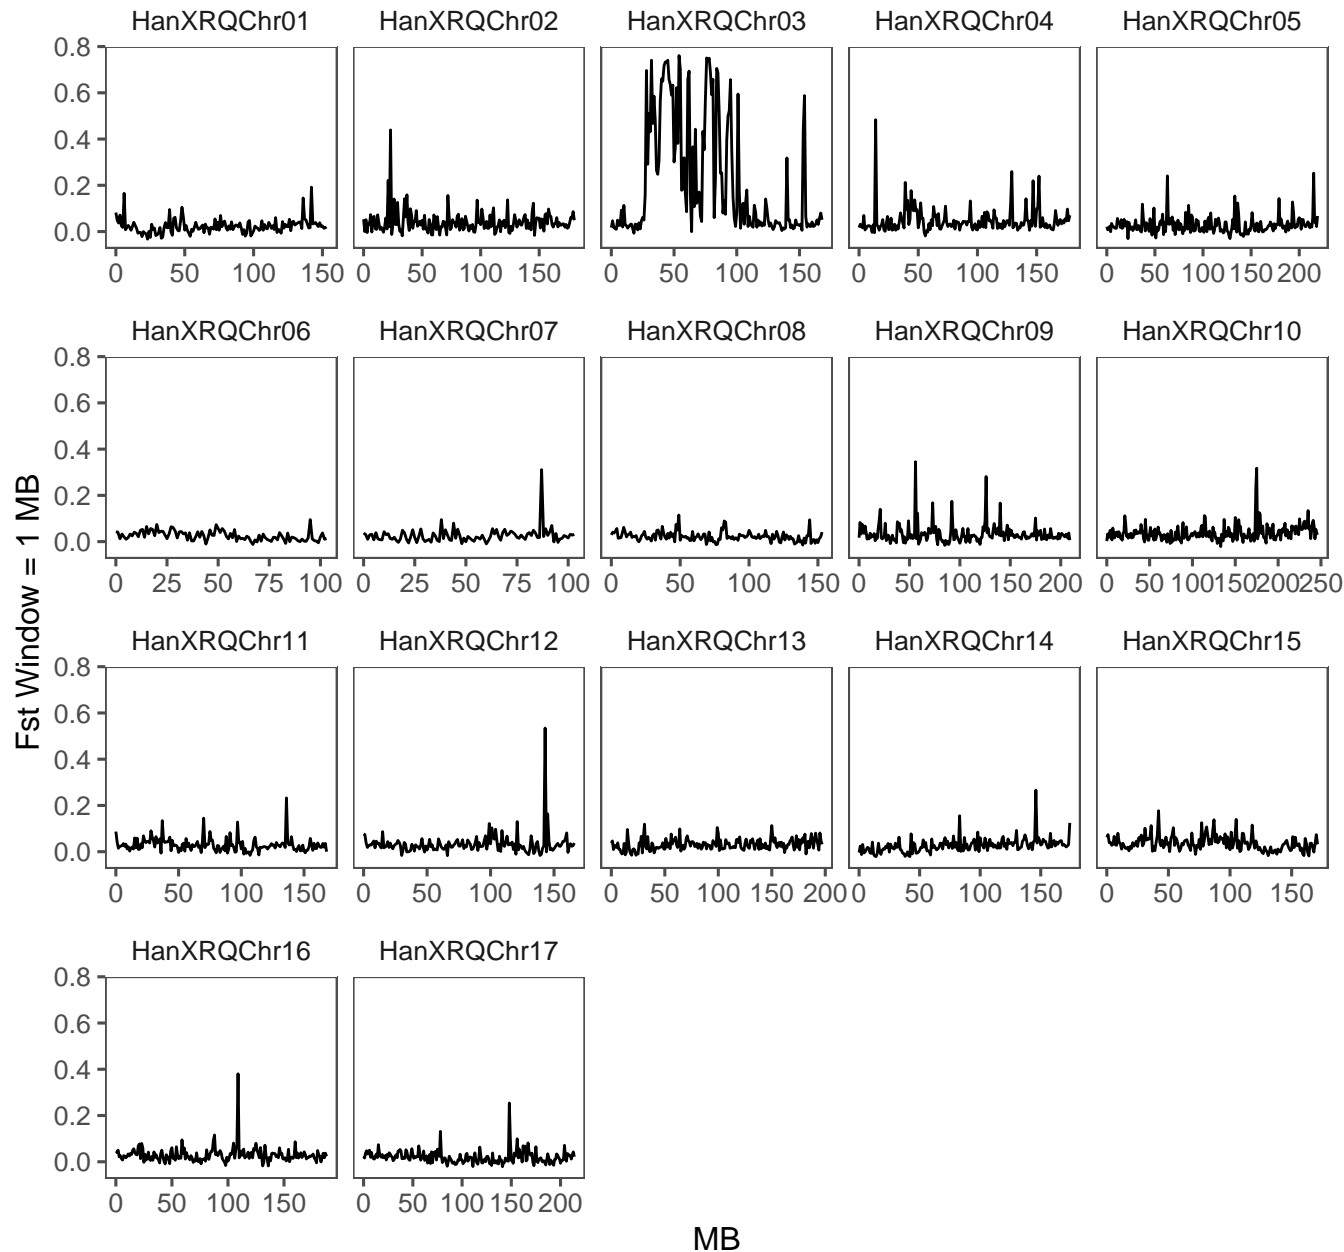 HanXRQChr01 HanXRQChr02 HanXRQChr03 HanXRQChr04 HanXRQChr05
0.8
0.6
0.4
0.2
0.0
0 50 100 150 0 50 100 150 0 50 100 150 0 50 100 150 0 50 100 150 200
HanXRQChr06 HanXRQChr07 HanXRQChr08 HanXRQChr09 HanXRQChr10
0.8
0.6
0.4
0.2
0.0
0 25 50 75 100 0 25 50 75 100 0 50 100 150 0 50 100 150 200 0 50 100 150 200 250
HanXRQChr11 HanXRQChr12 HanXRQChr13 HanXRQChr14 HanXRQChr15
0.8
0.6
0.4
0.2
0.0
0 50 100 150 0 50 100 150 0 50 100 150 200 0 50 100 150 0 50 100 150
HanXRQChr16 HanXRQChr17
0.8
0.6
0.4
0.2
0.0
0 50 100 150 0 50 100 150 200
Fst Window = 1 MB
MB